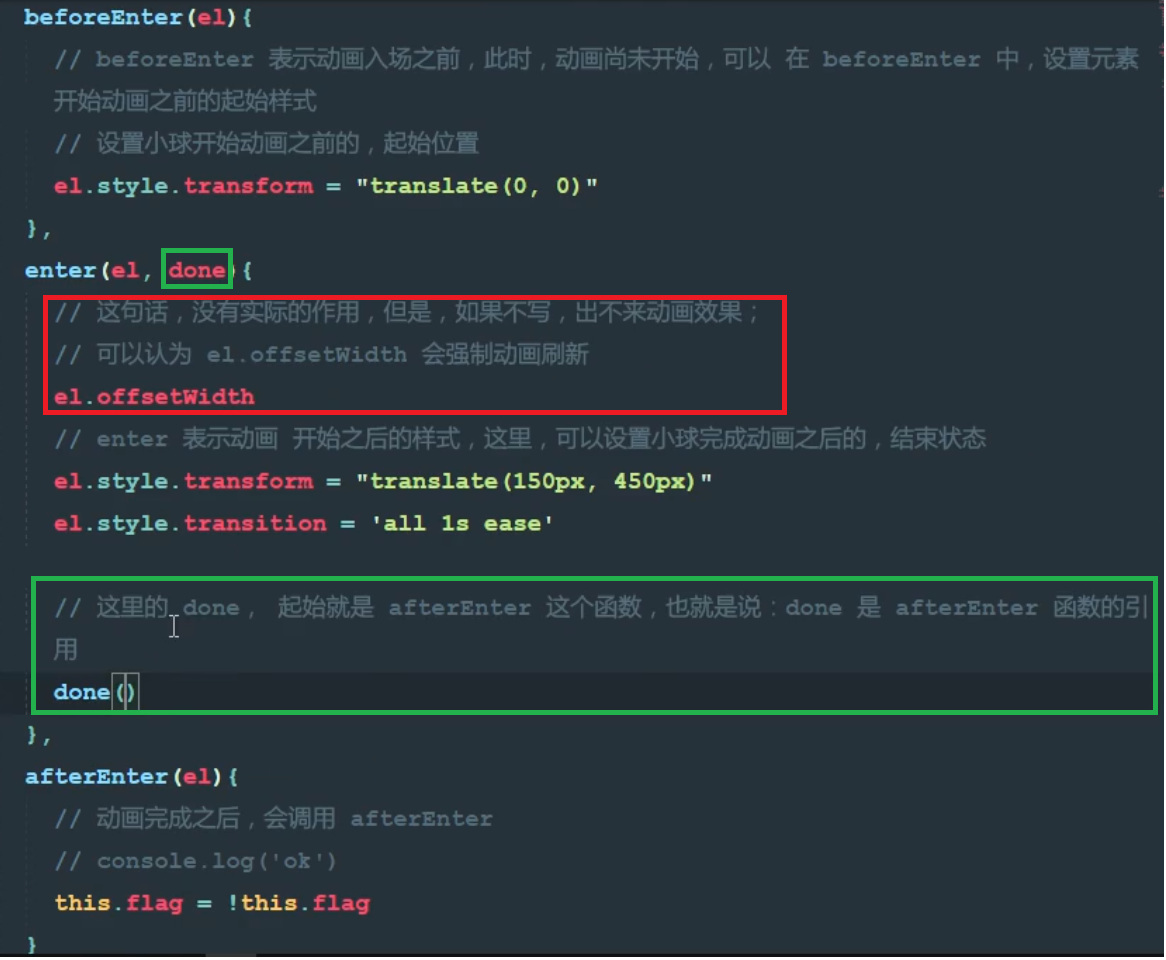 beforeEnter(el){
// beforeEnter 表示动画入场之前，此时，动画尚未开始，可以 在 beforeEnter 中，设置元素
开始动画之前的起始样式
// 设置小球开始动画之前的，起始位置
el.style.transform = "translate(0, 0)"
},
enter(el, done){
// 这句话，没有实际的作用，但是，如果不写，出不来动画效果；
// 可以认为 el.offsetWidth 会强制动画刷新
el.offsetWidth
// enter 表示动画 开始之后的样式，这里，可以设置小球完成动画之后的，结束状态
el.style.transform = "translate(150px, 450px)"
el.style.transition = 'all 1s ease'
// 这里的 done， 起始就是 afterEnter 这个函数，也就是说：done 是 afterEnter 函数的引
用
done()
},
afterEnter(el){
// 动画完成之后，会调用 afterEnter
// console.log('ok')
this.flag = !this.flag
}